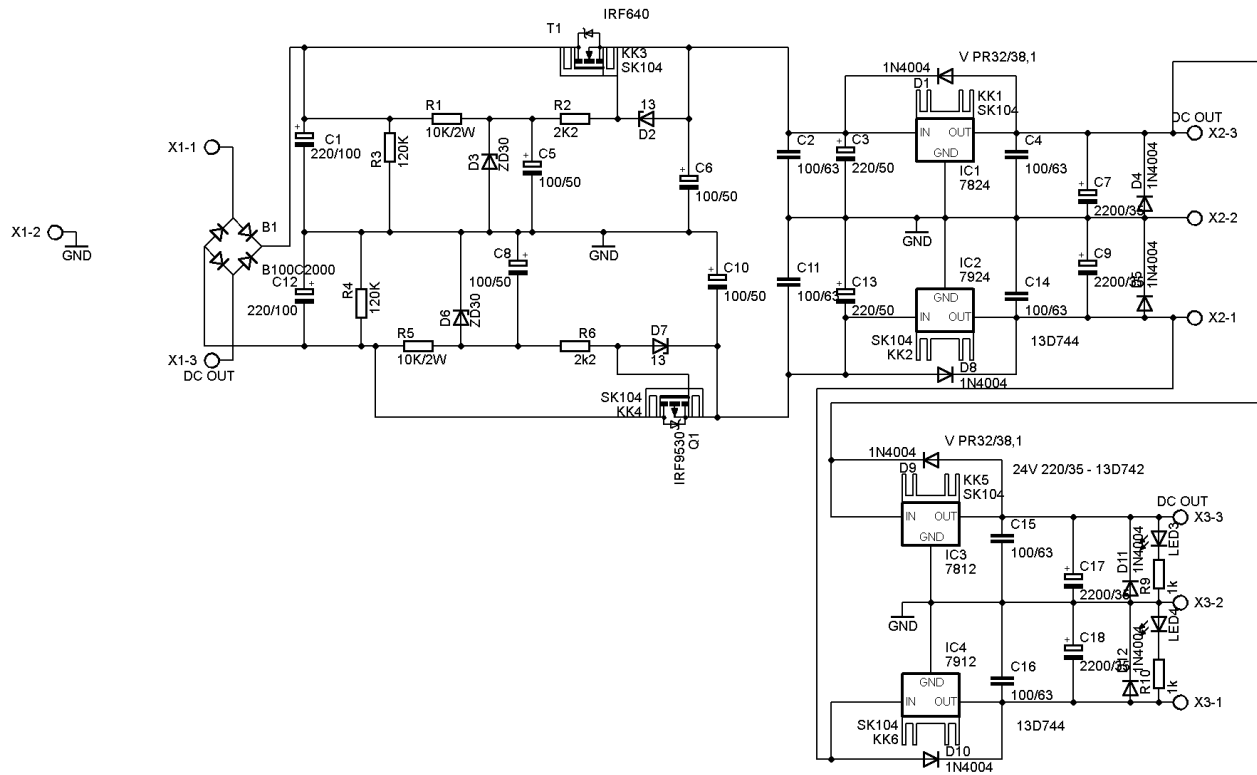 IRF640
T1
KK3
SK104
V PR32/38,1
1N4004
D1
KK1
SK104
DC OUT
X2-3
R1
10K/2W
R2
2K2
13
D2
IN
OUT
GND
IC1
7824
C1
220/100
R3
120K
D3
ZD30
C5
100/50
C6
100/50
C2
100/63
C3
220/50
C4
100/63
C7
2200/35
D4
1N4004
X1-1
X1-2
GND
B1
B100C2000
GND
X2-2
GND
C12
220/100
R4
120K
D6
ZD30
C8
100/50
C10
100/50
C11
100/63
C13
220/50
IC2
7924
GND
IN
OUT
C14
100/63
C9
2200/35
D5
1N4004
X2-1
X1-3
DC OUT
R5
10K/2W
R6
2k2
D7
13
SK104
KK2
13D744
D8
1N4004
SK104
KK4
IRF9530
Q1
V PR32/38,1
1N4004
D9
24V 220/35 - 13D742
KK5
SK104
DC OUT
X3-3
IN
OUT
GND
IC3
7812
C15
100/63
C17
2200/35
D11
1N4004
LED3
R9
1k
GND
X3-2
IC4
7912
GND
IN
OUT
C16
100/63
C18
2200/35
D12
1N4004
LED4
R10
1k
X3-1
SK104
KK6
13D744
D10
1N4004